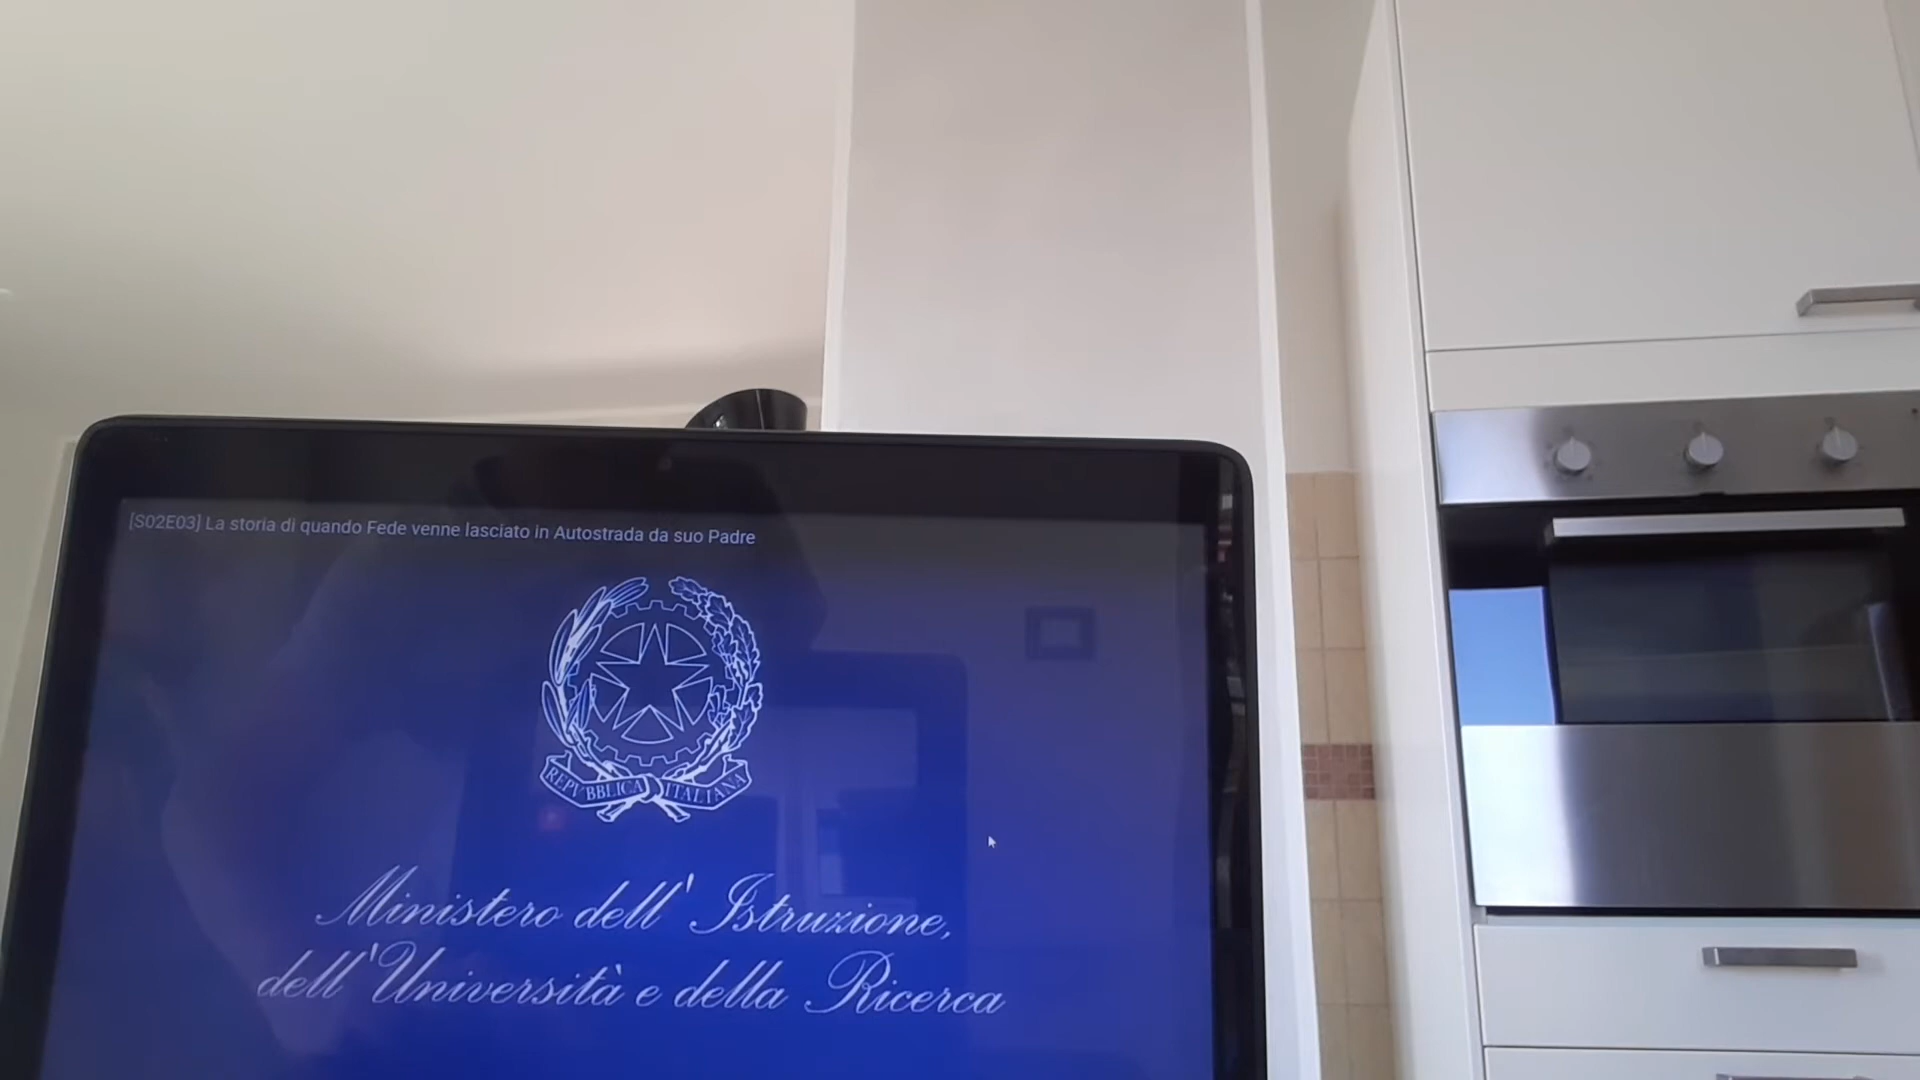 [S02E03] La storia di quando Fede venne lasciato in Autostrada da suo Padre
REPVBBLICA ITALIANA
Ministero dell'Istruzione,
dell'Università e della Ricerca